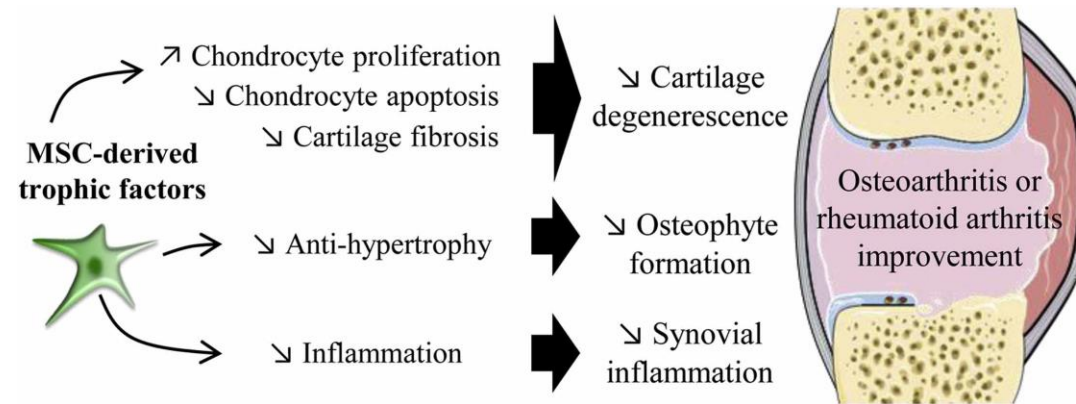 MSC-derived
trophic factors
↗ Chondrocyte proliferation
↘ Chondrocyte apoptosis
↘ Cartilage fibrosis
↘ Cartilage
degenerescence
↘ Anti-hypertrophy
↘ Osteophyte
formation
↘ Inflammation
↘ Synovial
inflammation
Osteoarthritis or
rheumatoid arthritis
improvement